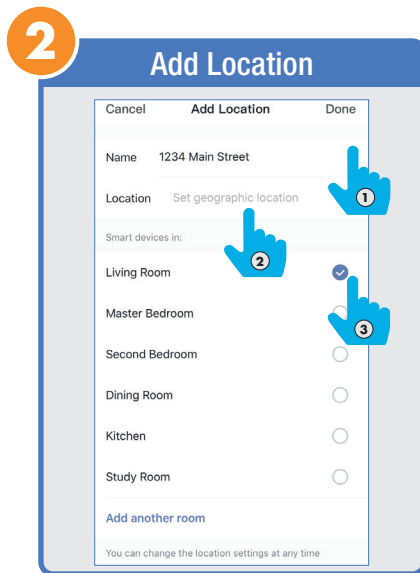 2
Add Location
Cancel Add Location Done
Name 1234 Main Street
1
Location Set geographic location
2
Smart devices in:
Living Room
3
Master Bedroom
Second Bedroom
Dining Room
Kitchen
Study Room
Add another room
You can change the location settings at any time